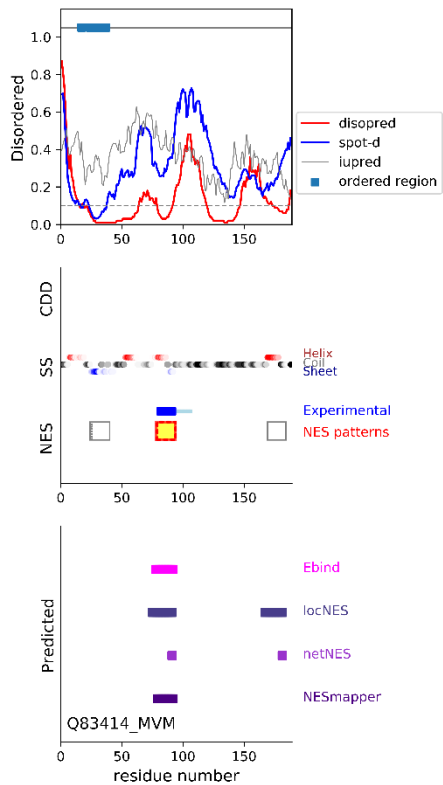 1.0
0.8
0.6
0.4
0.2
0.0
Disordered
0 50 100 150
disopred
spot-d
iupred
ordered region
CDD
SS
NES
Helix
Coil
Sheet
Experimental
NES patterns
0 50 100 150
Predicted
Ebind
locNES
netNES
NESmapper
Q83414_MVM
0 50 100 150
residue number